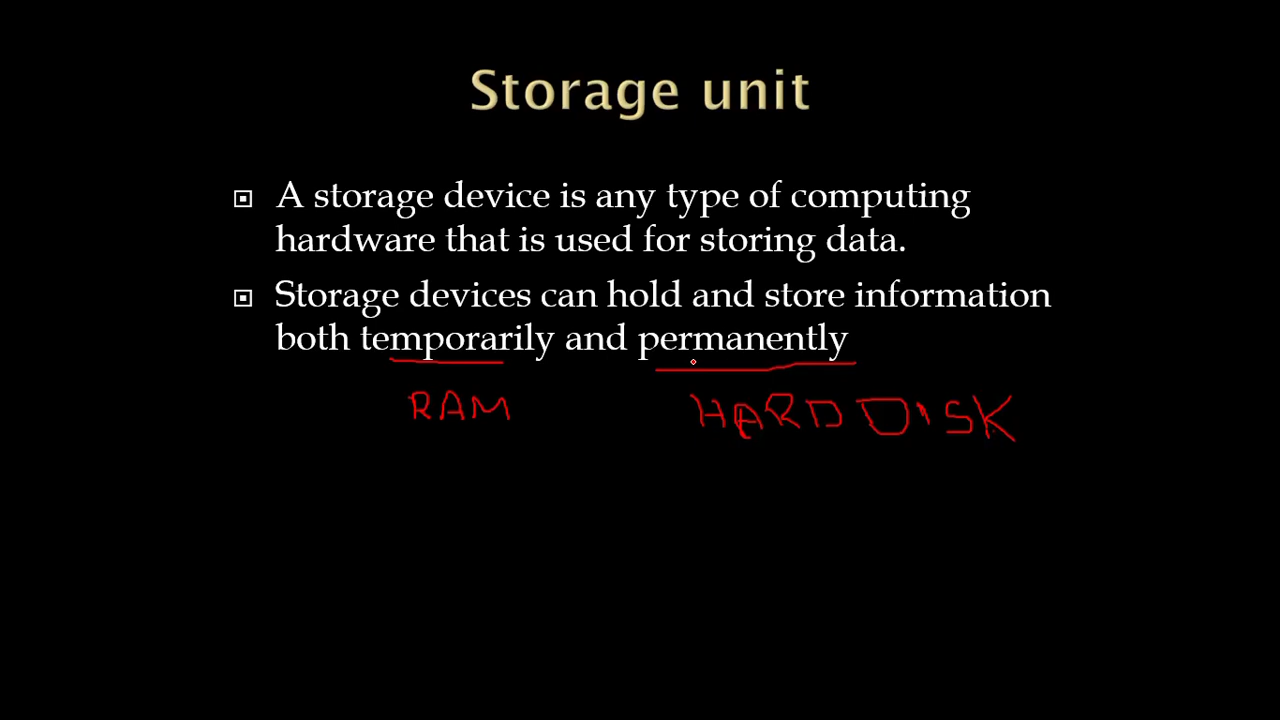 Storage unit
A storage device is any type of computing
hardware that is used for storing data.
Storage devices can hold and store information
both temporarily and permanently
RAM HARD DISK